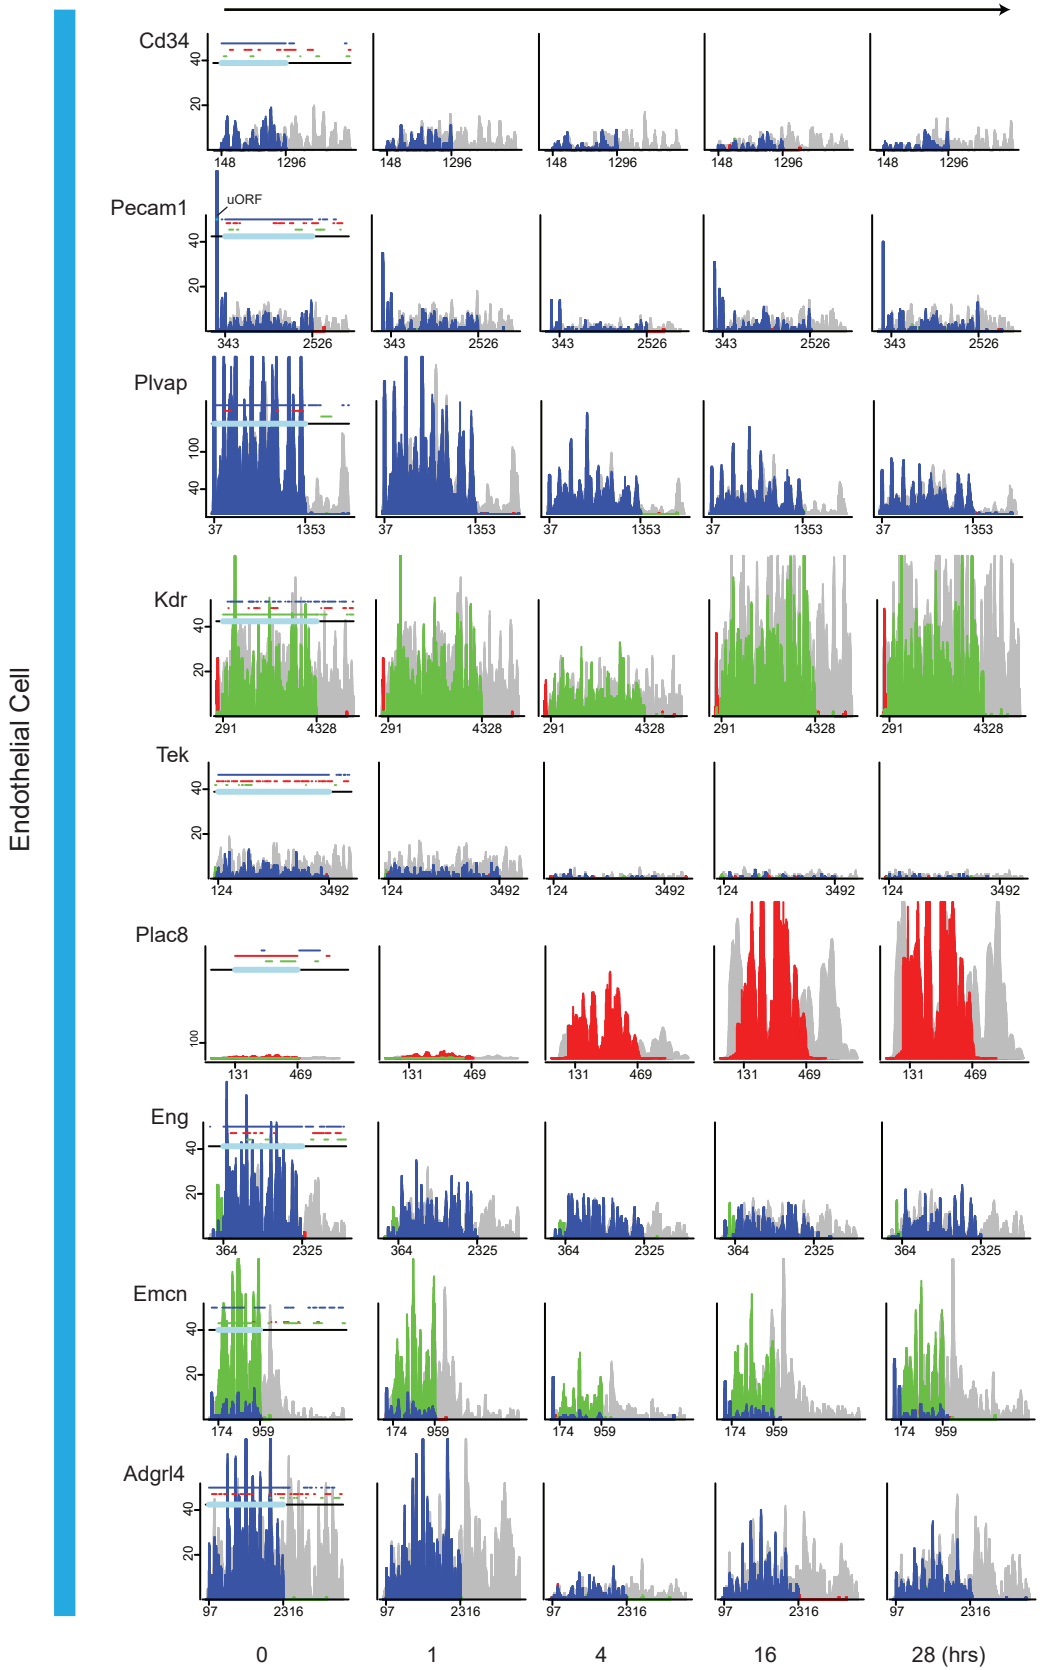 Endothelial Cell
Cd34
40
20
148 1296 148 1296 148 1296 148 1296 148 1296
Pecam1
uORF
40
20
343 2526 343 2526 343 2526 343 2526 343 2526
Plvap
100
40
37 1353 37 1353 37 1353 37 1353 37 1353
Kdr
40
20
291 4328 291 4328 291 4328 291 4328 291 4328
Tek
40
20
124 3492 124 3492 124 3492 124 3492 124 3492
Plac8
100
131 469 131 469 131 469 131 469 131 469
Eng
40
20
364 2325 364 2325 364 2325 364 2325 364 2325
Emcn
40
20
174 959 174 959 174 959 174 959 174 959
Adgrl4
40
20
97 2316 97 2316 97 2316 97 2316 97 2316
0 1 4 16 28 (hrs)